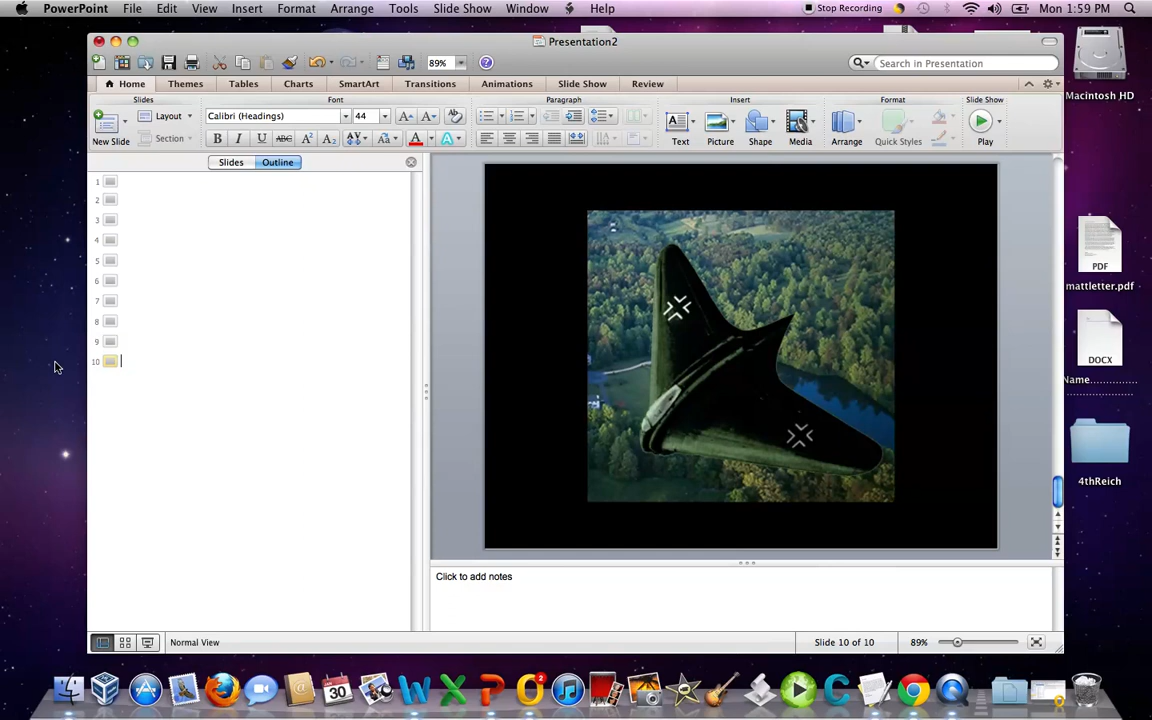 PowerPoint File Edit View Insert Format Arrange Tools Slide Show Window Help Stop Recording Mon 1:59 PM
Presentation2
89% Search in Presentation
Home Themes Tables Charts SmartArt Transitions Animations Slide Show Review
Slides Font Paragraph Insert Format Slide Show
Layout Calibri (Headings) 44
Section
New Slide Text Picture Shape Media Arrange Quick Styles Play
Slides Outline
1
2
3
4
5
6
7
8
9
10
Click to add notes
Normal View Slide 10 of 10 89%
Macintosh HD
PDF
mattletter.pdf
DOCX
Name..............
4thReich
JAN
30
2